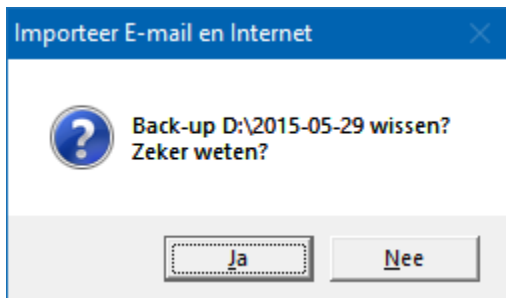 Importeer E-mail en Internet
Back-up D:\2015-05-29 wissen?
Zeker weten?
Ja
Nee